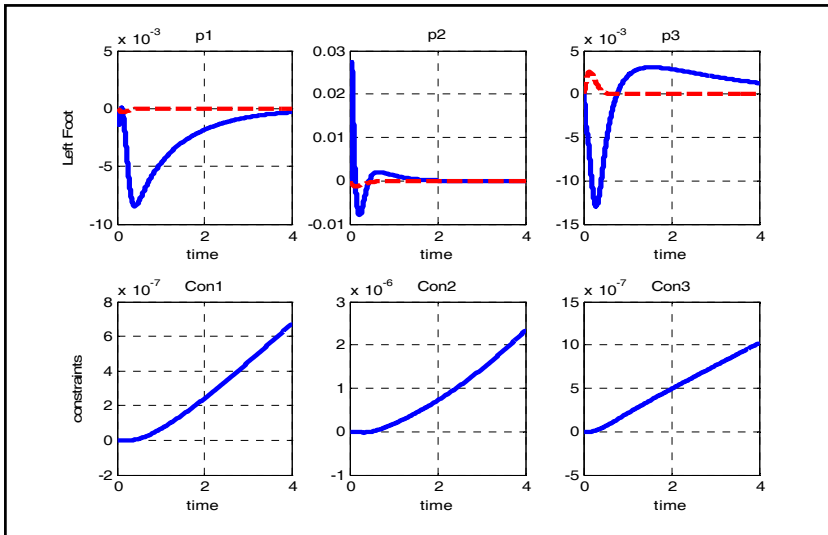 x 10^-3
p1
5
0
-5
-10
0 2 4
time
Left Foot
p2
0.03
0.02
0.01
0
-0.01
0 2 4
time
x 10^-3
p3
5
0
-5
-10
-15
0 2 4
time
x 10^-7
Con1
8
6
4
2
0
-2
0 2 4
time
constraints
x 10^-6
Con2
3
2
1
0
-1
0 2 4
time
x 10^-7
Con3
15
10
5
0
-5
0 2 4
time